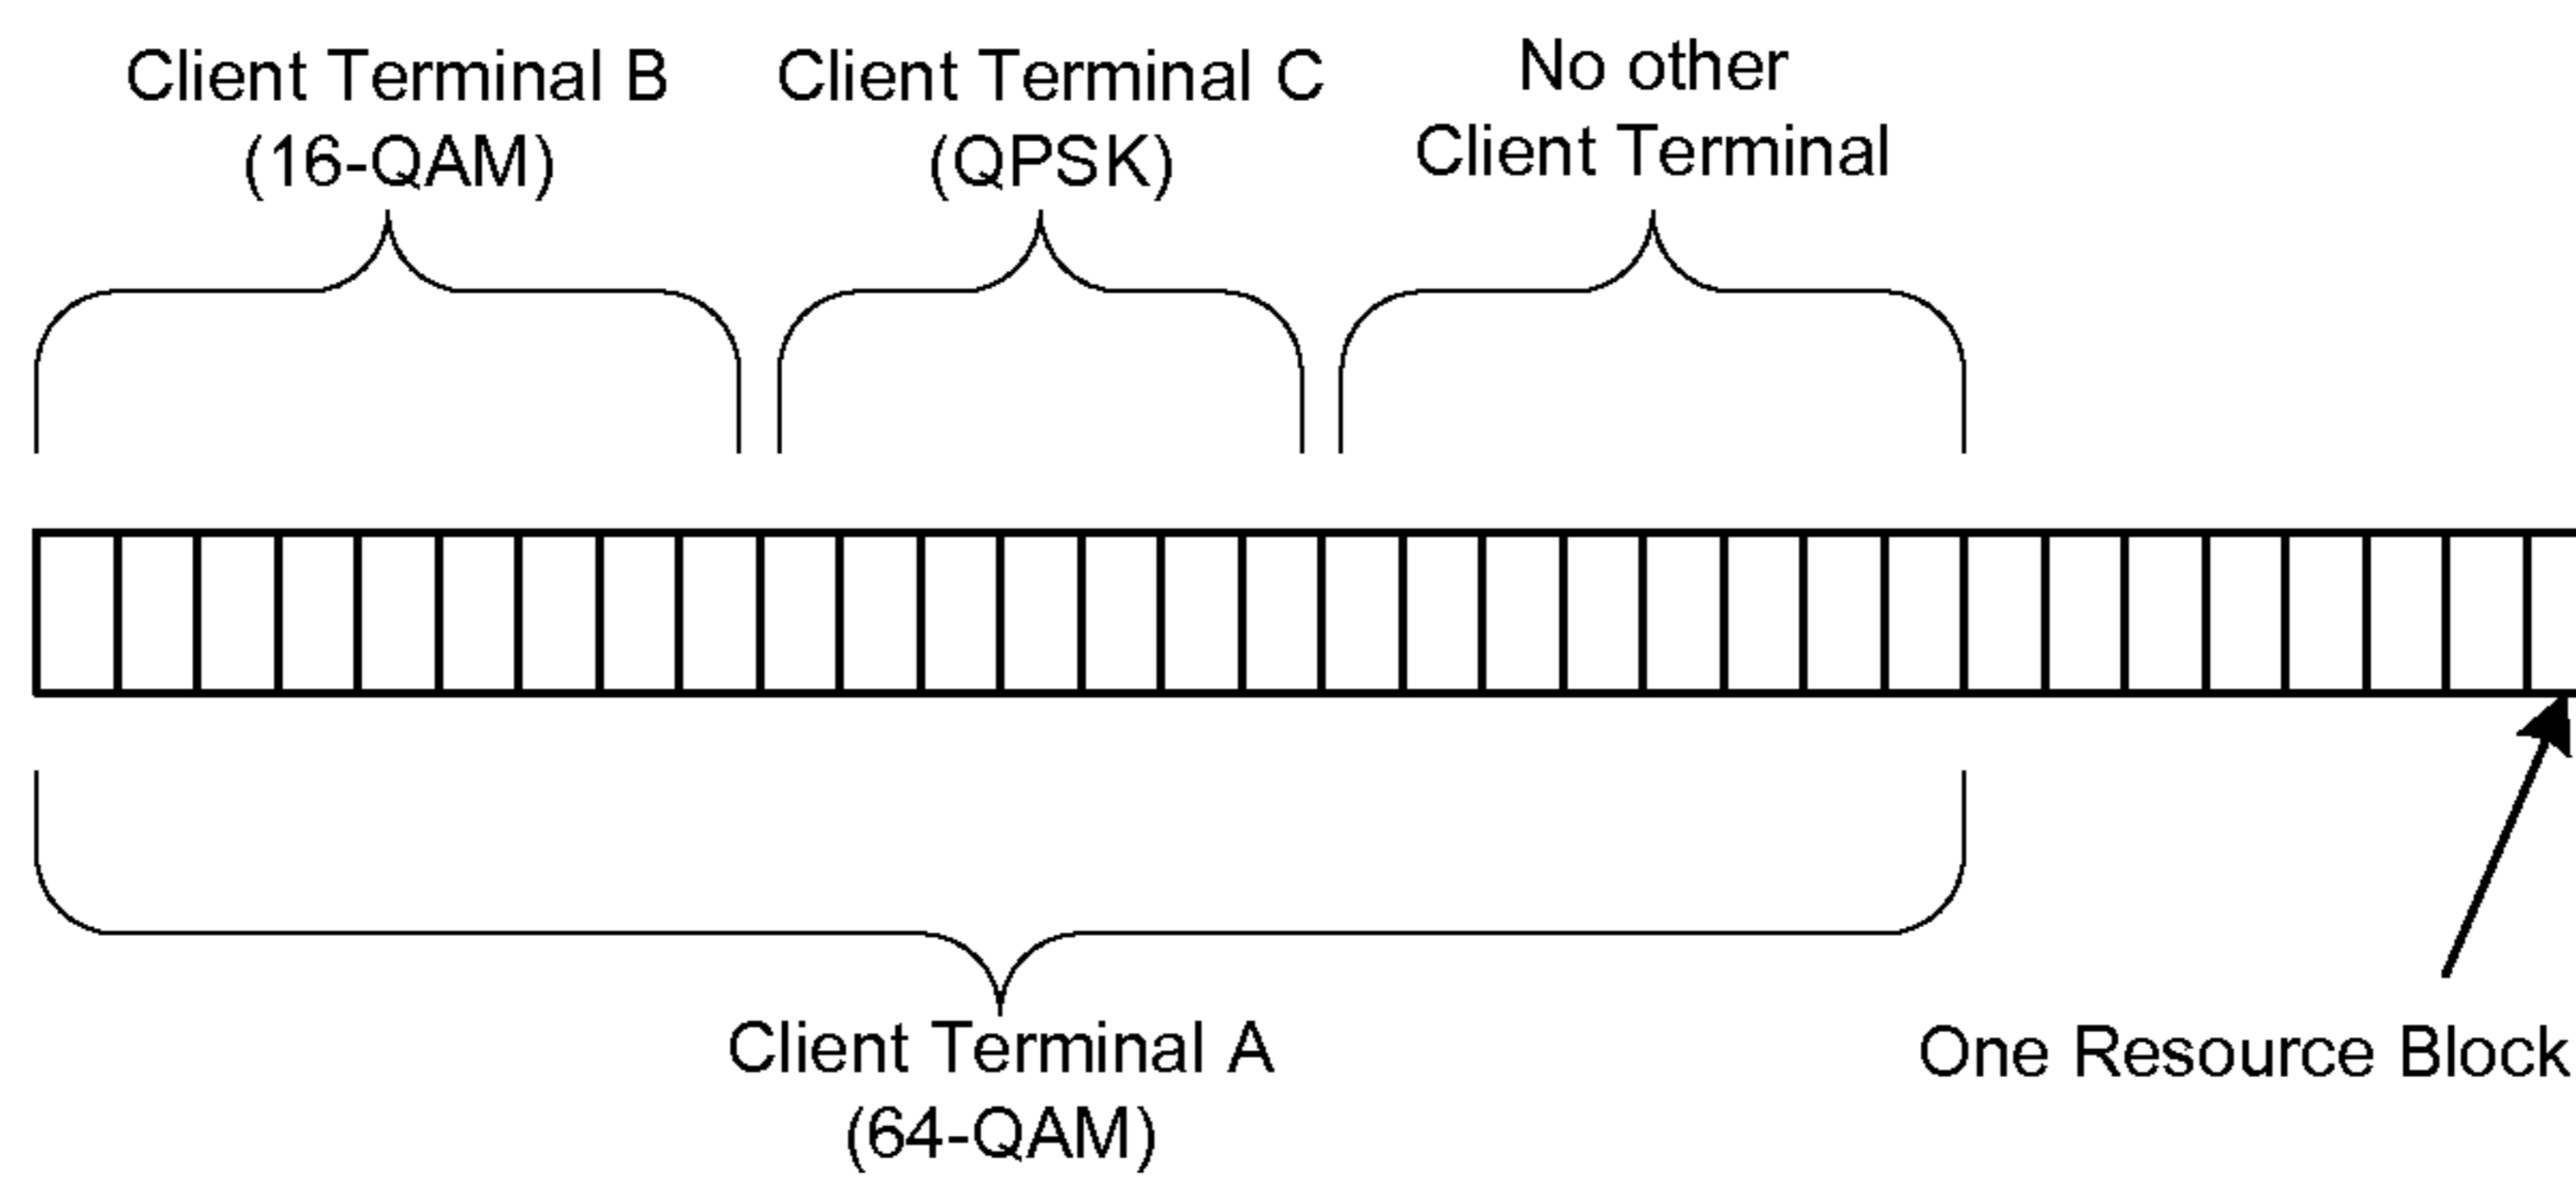 Client Terminal B
(16-QAM)
Client Terminal C
(QPSK)
No other
Client Terminal
Client Terminal A
(64-QAM)
One Resource Block